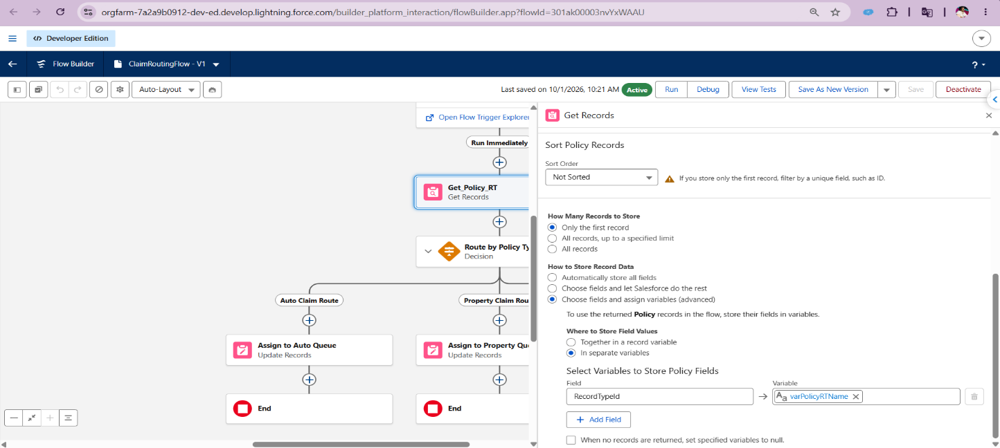 orgfarm-7a2a9b0912-dev-ed.develop.lightning.force.com/builder_platform_interaction/flowBuilder.app?flowId=301ak00003nvYxWAAU
</> Developer Edition
Flow Builder
ClaimRoutingFlow - V1
?
Auto-Layout
Last saved on 10/1/2026, 10:21 AM
Active
Run
Debug
View Tests
Save As New Version
Save
Deactivate
Open Flow Trigger Explorer
Run Immediately
Get_Policy_RT
Get Records
Route by Policy Ty
Decision
Auto Claim Route
Property Claim Rou
Assign to Auto Queue
Update Records
Assign to Property Que
Update Records
End
End
Get Records
Sort Policy Records
Sort Order
Not Sorted
If you store only the first record, filter by a unique field, such as ID.
How Many Records to Store
Only the first record
All records, up to a specified limit
All records
How to Store Record Data
Automatically store all fields
Choose fields and let Salesforce do the rest
Choose fields and assign variables (advanced)
To use the returned Policy records in the flow, store their fields in variables.
Where to Store Field Values
Together in a record variable
In separate variables
Select Variables to Store Policy Fields
Field
Variable
RecordTypeId
Aa varPolicyRTName
Add Field
When no records are returned, set specified variables to null.